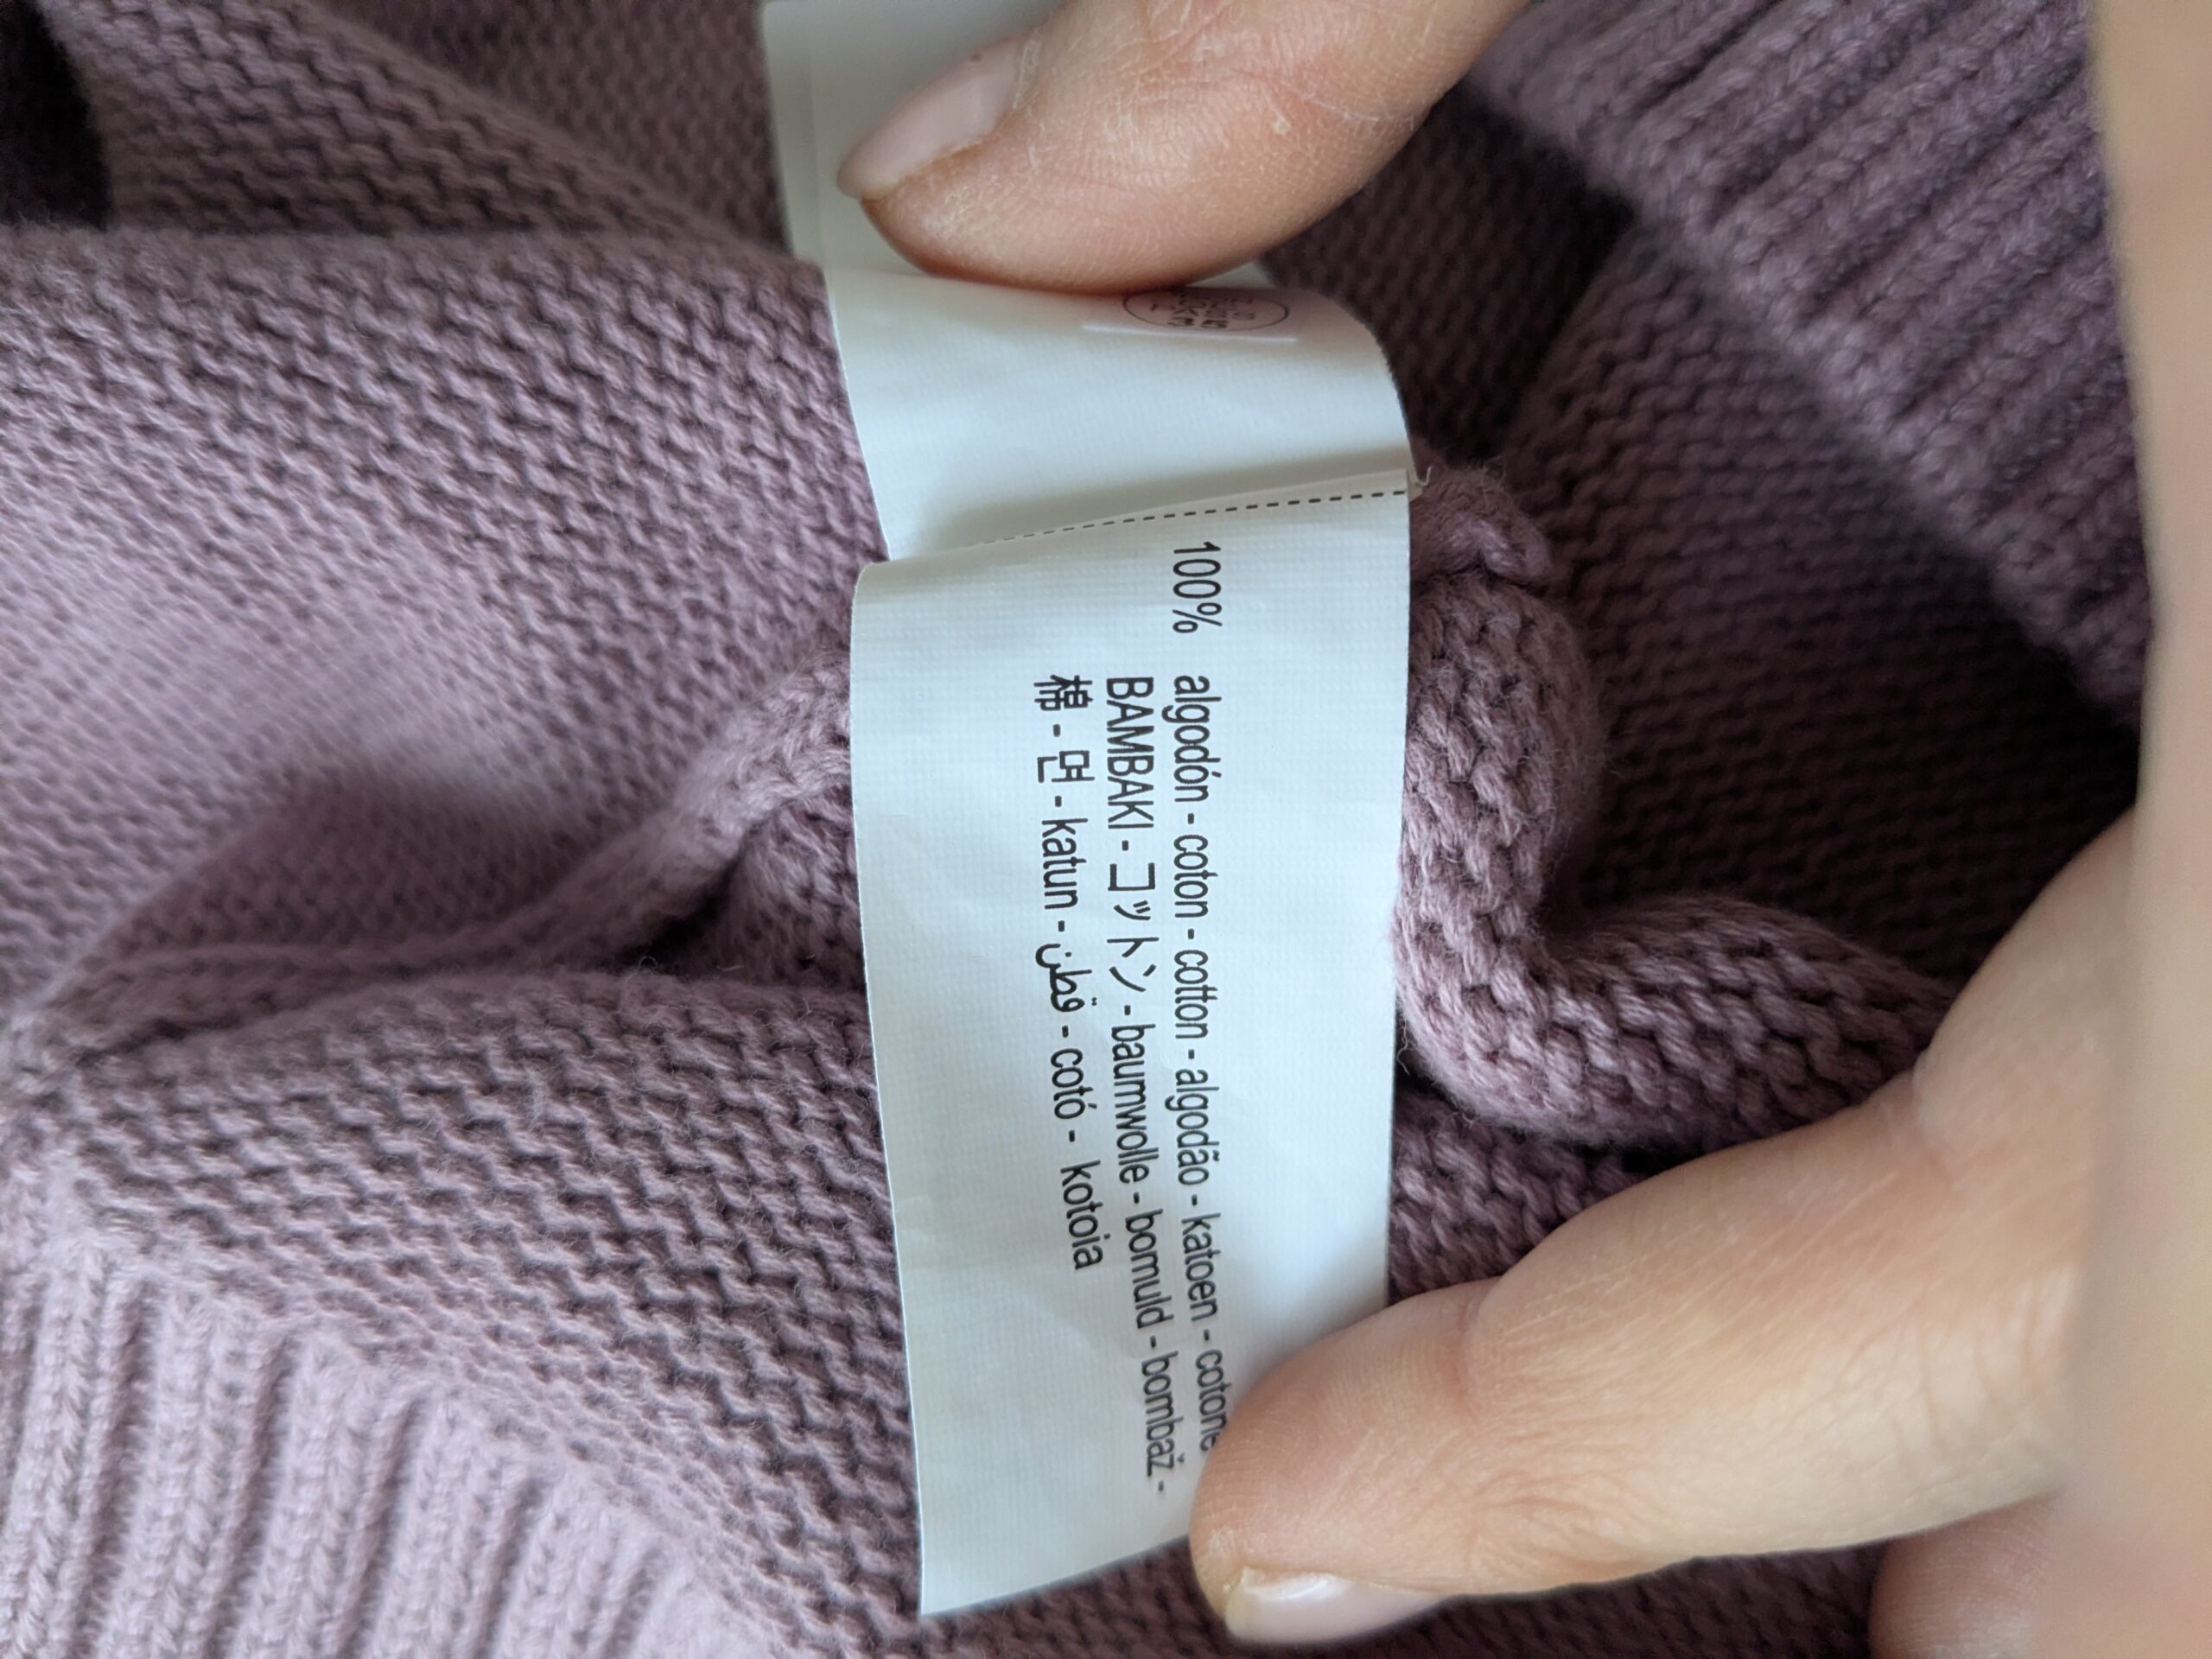 100% algodón - coton - cotton - algodão - katoen - cotone
BAMBAKI - コットン - baumwolle - bomuld - bombaž -
棉 - 면 - katun - قطن - cotó - kotoia